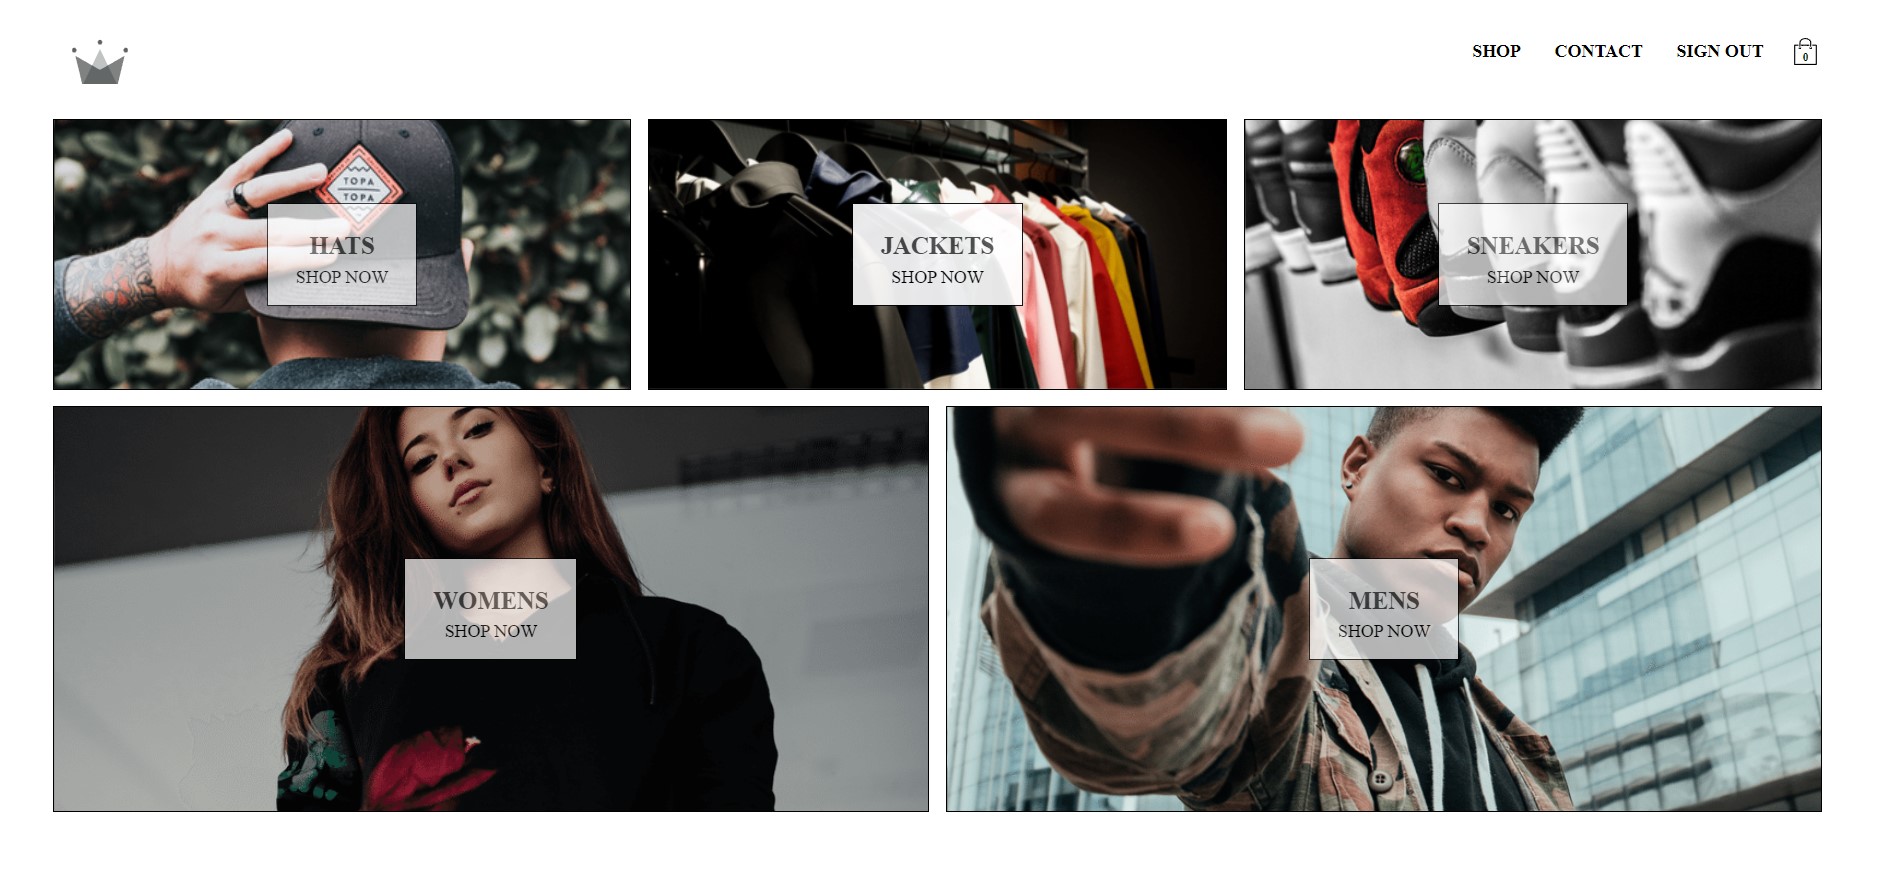 SHOP CONTACT SIGN OUT 0
TOPA
TOPA
HATS
SHOP NOW
JACKETS
SHOP NOW
SNEAKERS
SHOP NOW
WOMENS
SHOP NOW
MENS
SHOP NOW